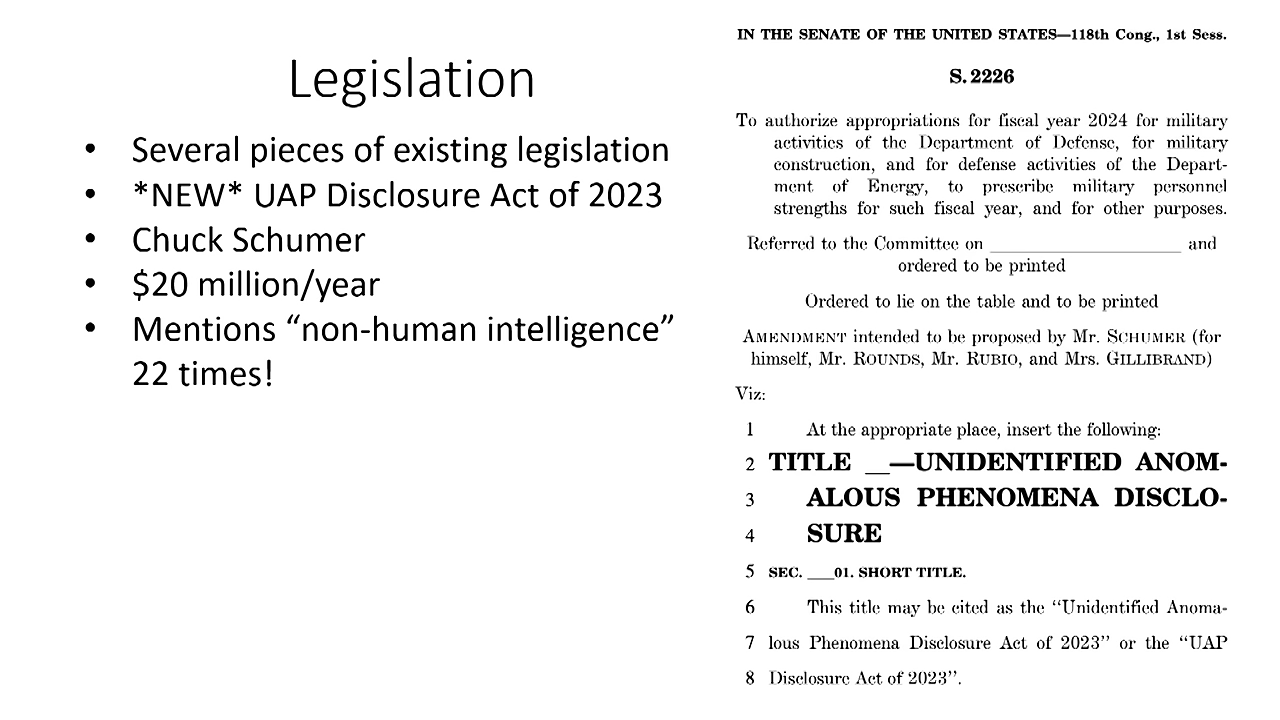 Legislation
• Several pieces of existing legislation
• *NEW* UAP Disclosure Act of 2023
• Chuck Schumer
• $20 million/year
• Mentions “non-human intelligence”
22 times!
IN THE SENATE OF THE UNITED STATES—118th Cong., 1st Sess.
S. 2226
To authorize appropriations for fiscal year 2024 for military
activities of the Department of Defense, for military
construction, and for defense activities of the Depart-
ment of Energy, to prescribe military personnel
strengths for such fiscal year, and for other purposes.
Referred to the Committee on ____________________ and
ordered to be printed
Ordered to lie on the table and to be printed
AMENDMENT intended to be proposed by Mr. SCHUMER (for
himself, Mr. ROUNDS, Mr. RUBIO, and Mrs. GILLIBRAND)
Viz:
1 At the appropriate place, insert the following:
2 TITLE __—UNIDENTIFIED ANOM-
3 ALOUS PHENOMENA DISCLO-
4 SURE
5 SEC. ___01. SHORT TITLE.
6 This title may be cited as the ‘‘Unidentified Anoma-
7 lous Phenomena Disclosure Act of 2023’’ or the ‘‘UAP
8 Disclosure Act of 2023’’.